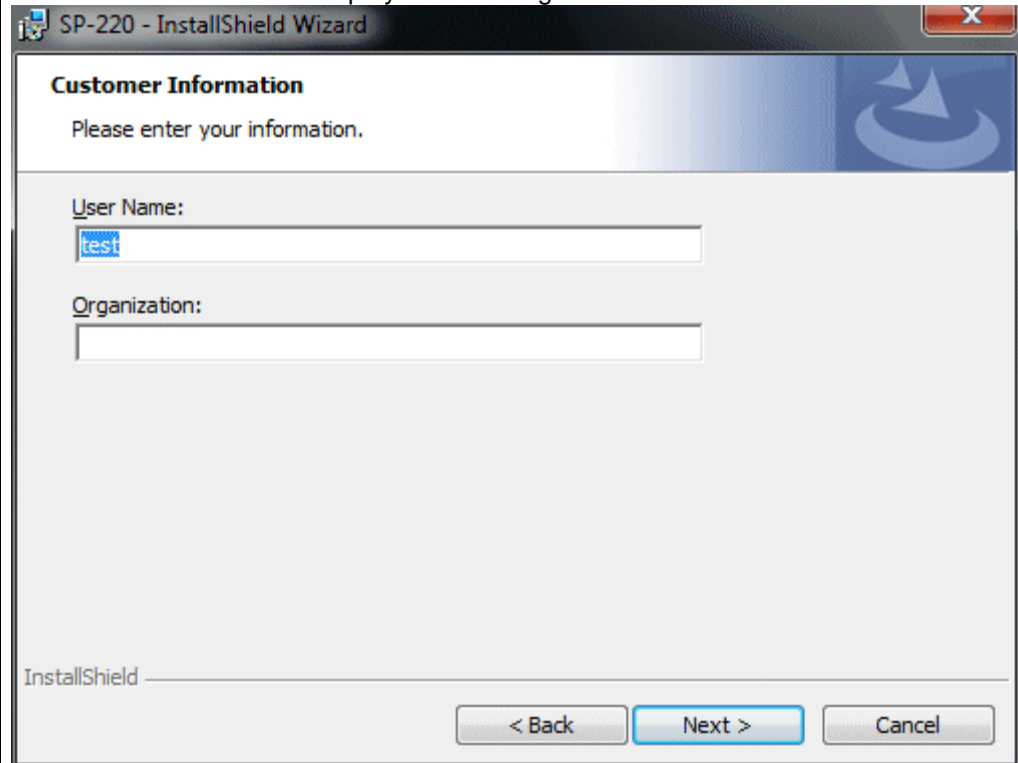 SP-220 - InstallShield Wizard
Customer Information
Please enter your information.
User Name:
test
Organization:
InstallShield
< Back Next > Cancel